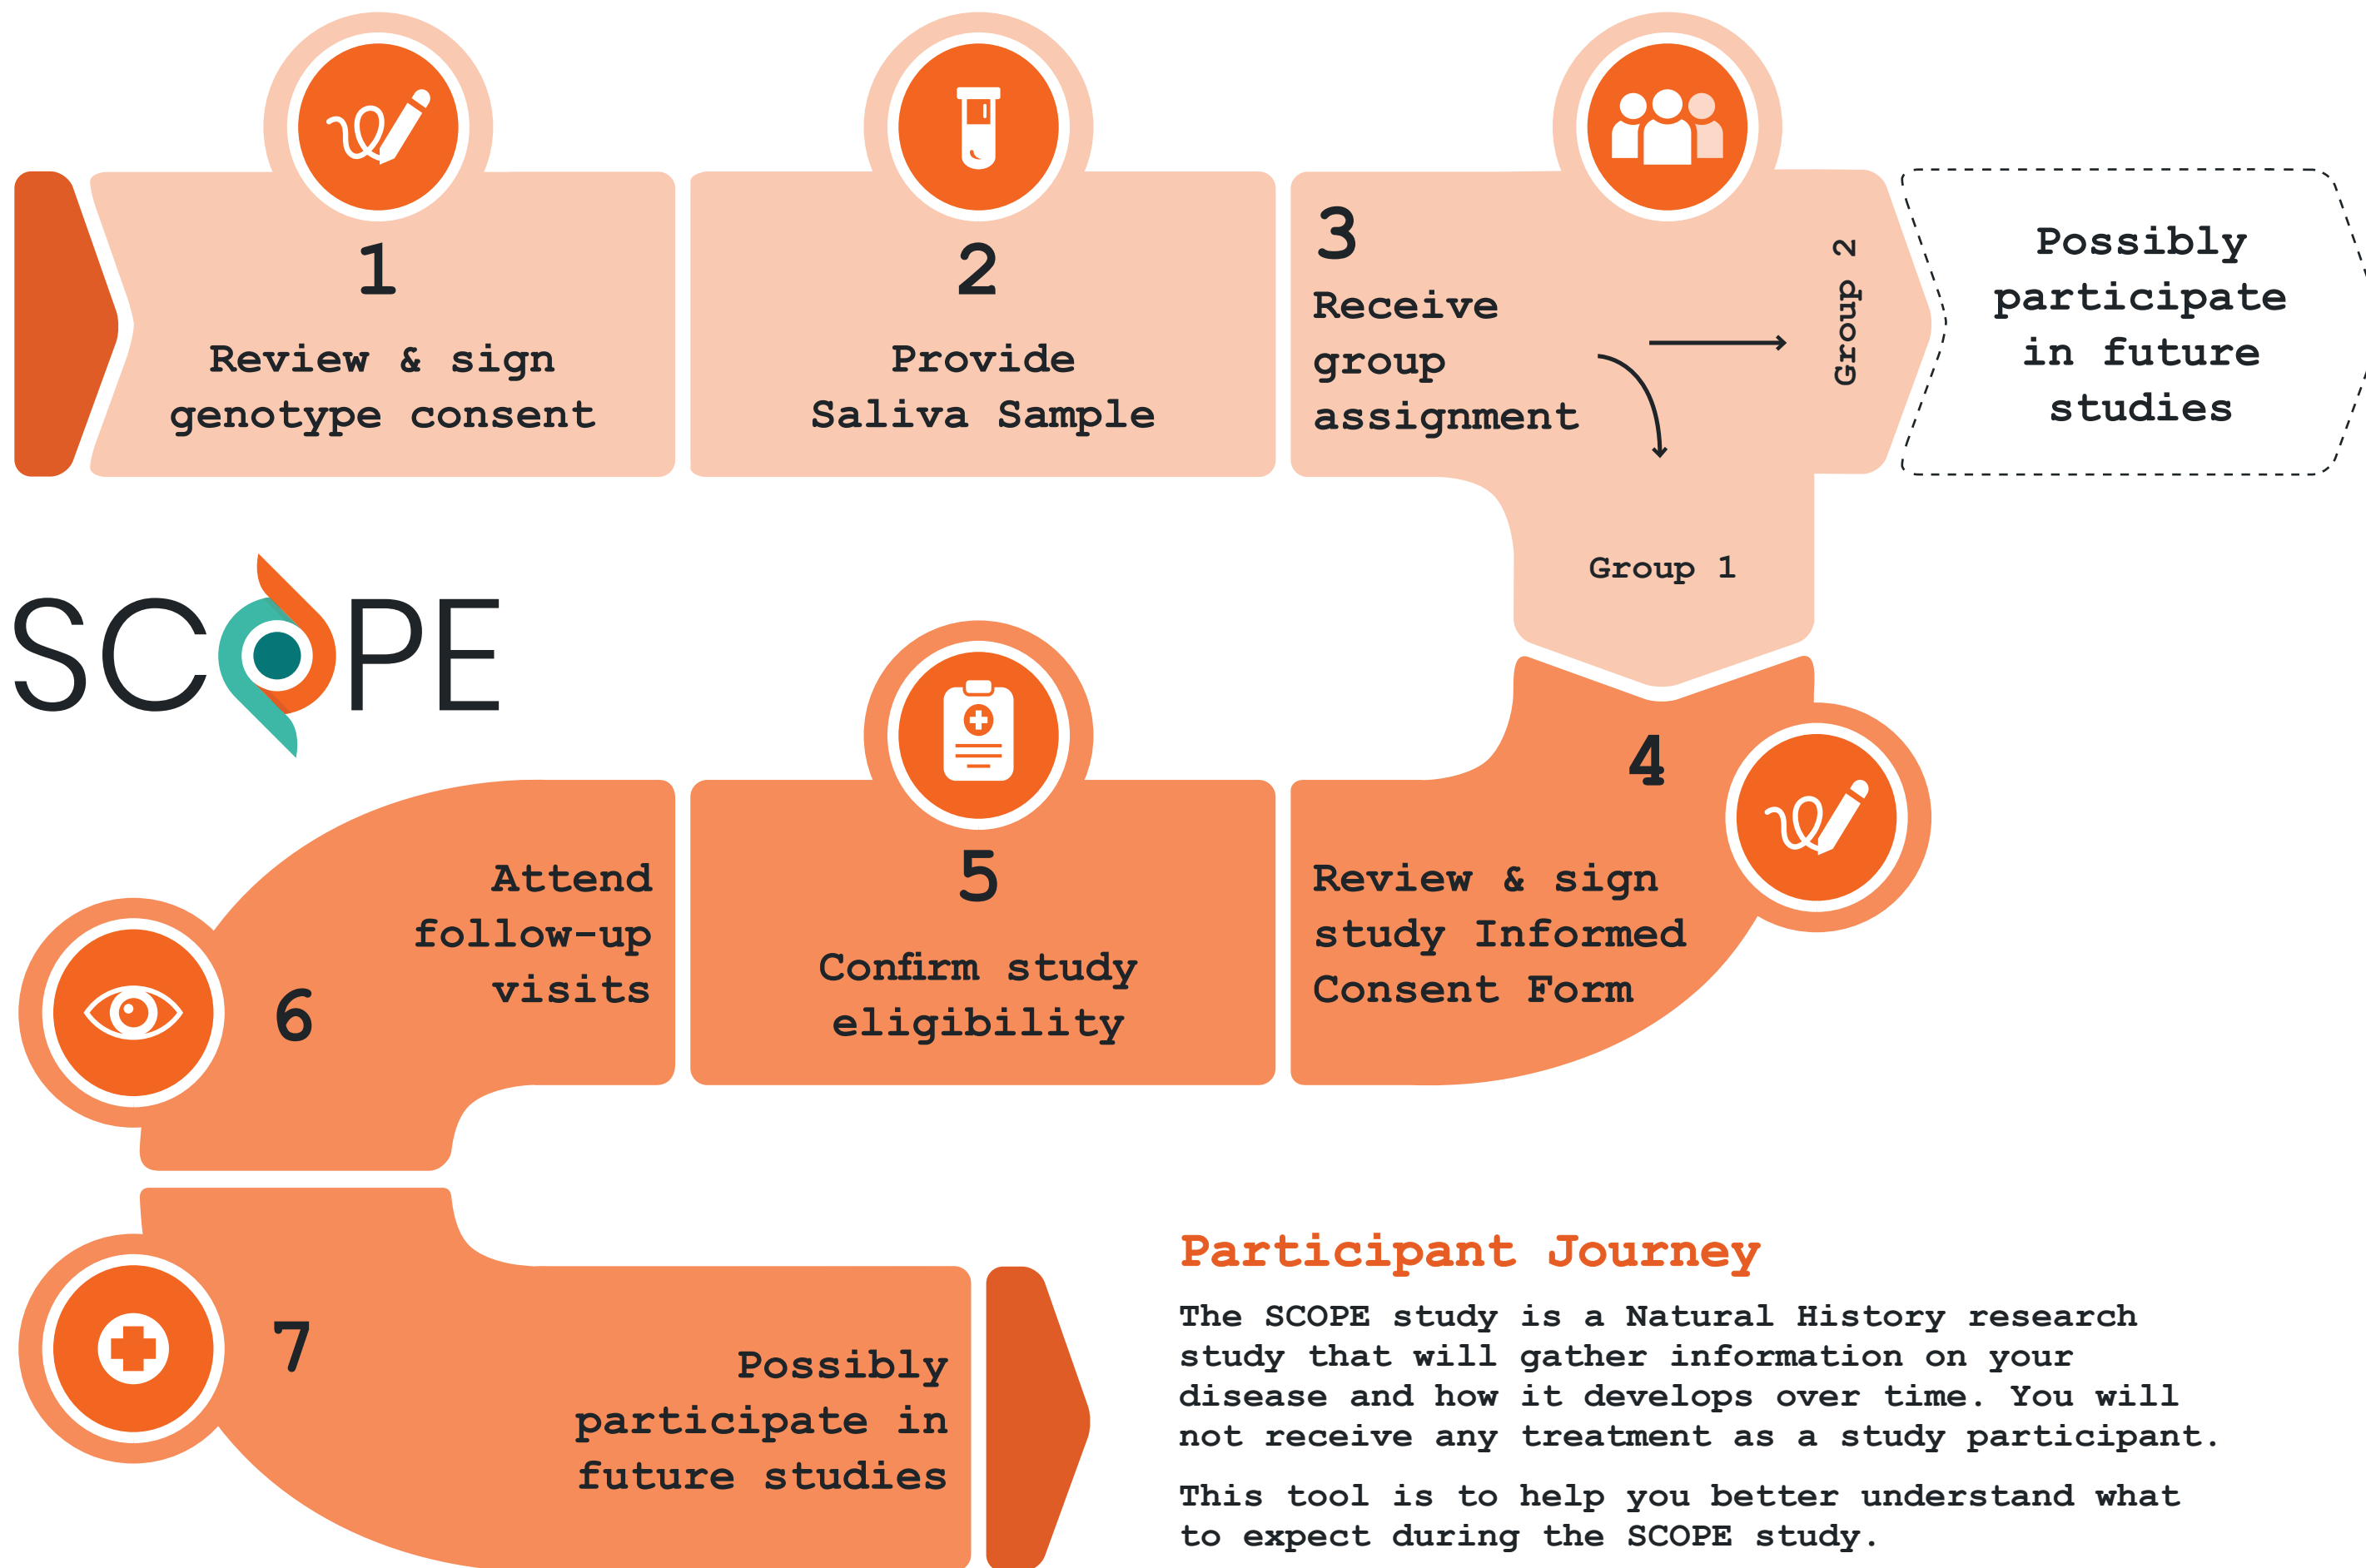 1
Review & sign
genotype consent
2
Provide
Saliva Sample
3
Receive
group
assignment
Group 2
Possibly
participate
in future
studies
Group 1
SCOPE
4
Review & sign
study Informed
Consent Form
5
Confirm study
eligibility
6
Attend
follow-up
visits
7
Possibly
participate in
future studies
Participant Journey
The SCOPE study is a Natural History research
study that will gather information on your
disease and how it develops over time. You will
not receive any treatment as a study participant.
This tool is to help you better understand what
to expect during the SCOPE study.